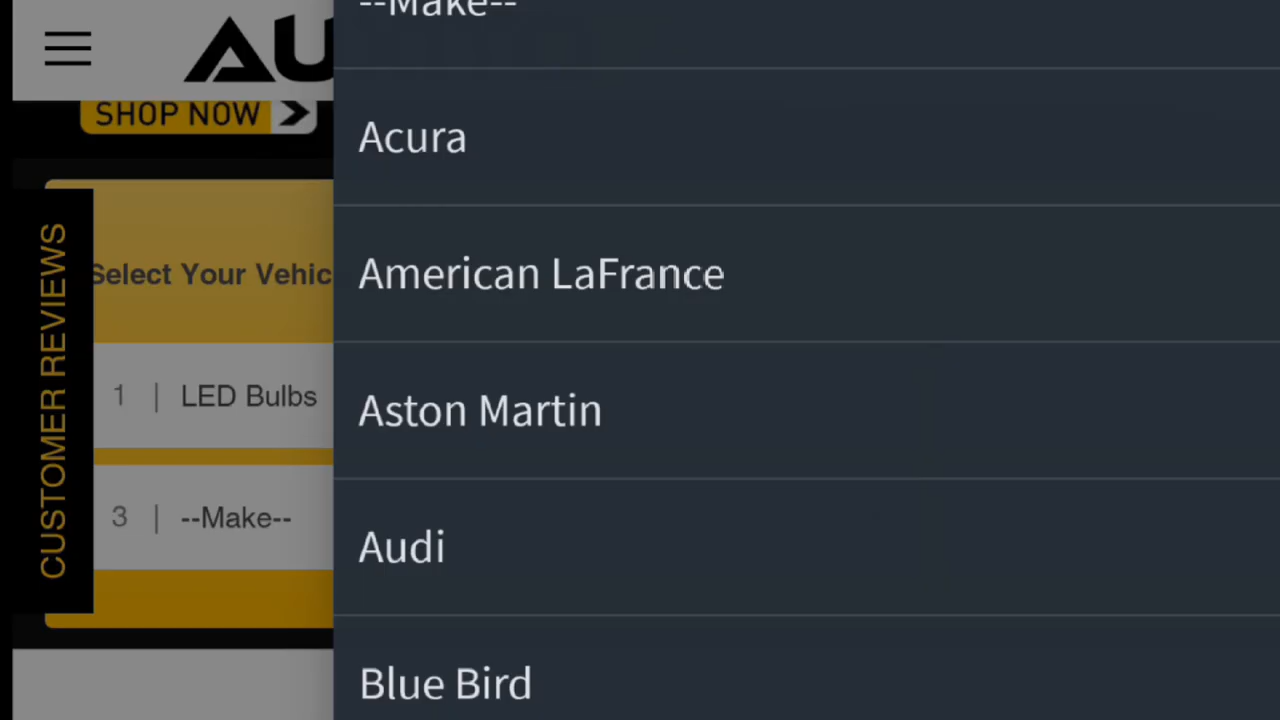 --Make--
AU
SHOP NOW
Acura
CUSTOMER REVIEWS
Select Your Vehic
American LaFrance
1 | LED Bulbs
Aston Martin
3 | --Make--
Audi
Blue Bird